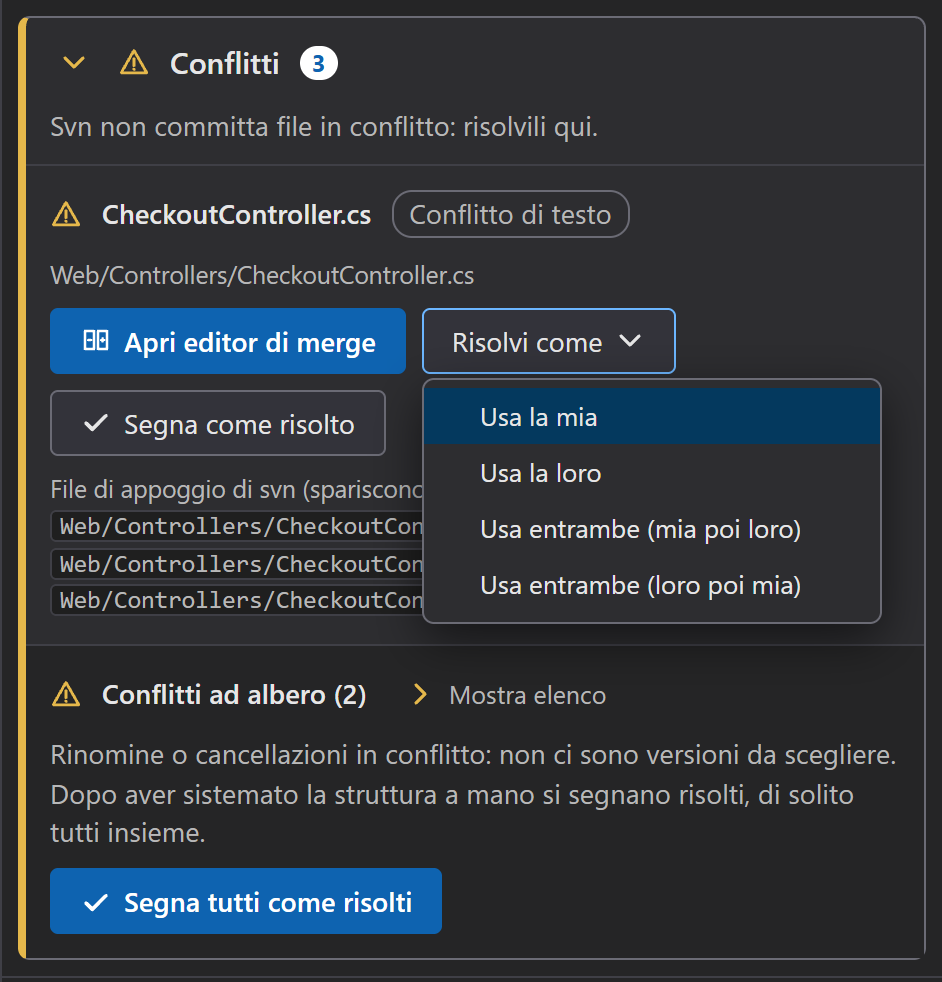 Conflitti 3
Svn non committa file in conflitto: risolvili qui.
CheckoutController.cs Conflitto di testo
Web/Controllers/CheckoutController.cs
Apri editor di merge Risolvi come
Segna come risolto
Usa la mia
Usa la loro
Usa entrambe (mia poi loro)
Usa entrambe (loro poi mia)
File di appoggio di svn
Web/Controllers/
Web/Controllers/
Web/Controllers/
Conflitti ad albero (2) Mostra elenco
Rinomine o cancellazioni in conflitto: non ci sono versioni da scegliere.
Dopo aver sistemato la struttura a mano si segnano risolti, di solito
tutti insieme.
Segna tutti come risolti